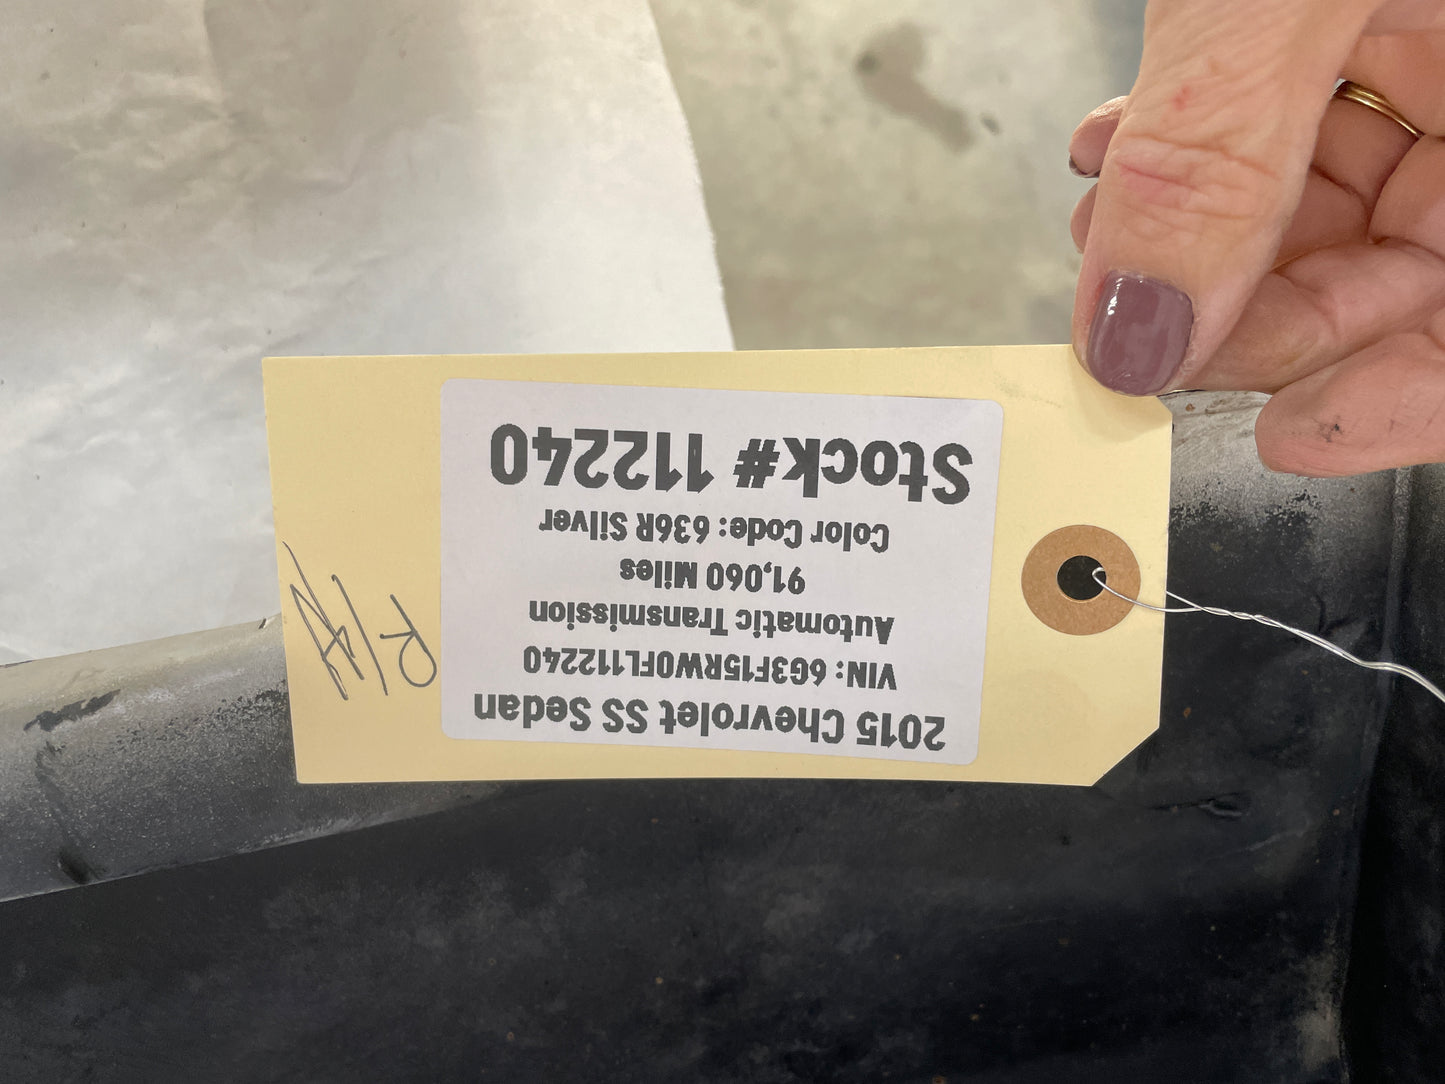 2015 Chevrolet SS Sedan
VIN: 6G3F15RW0FL112240
Automatic Transmission
91,060 Miles
Color Code: 636R Silver
Stock# 112240